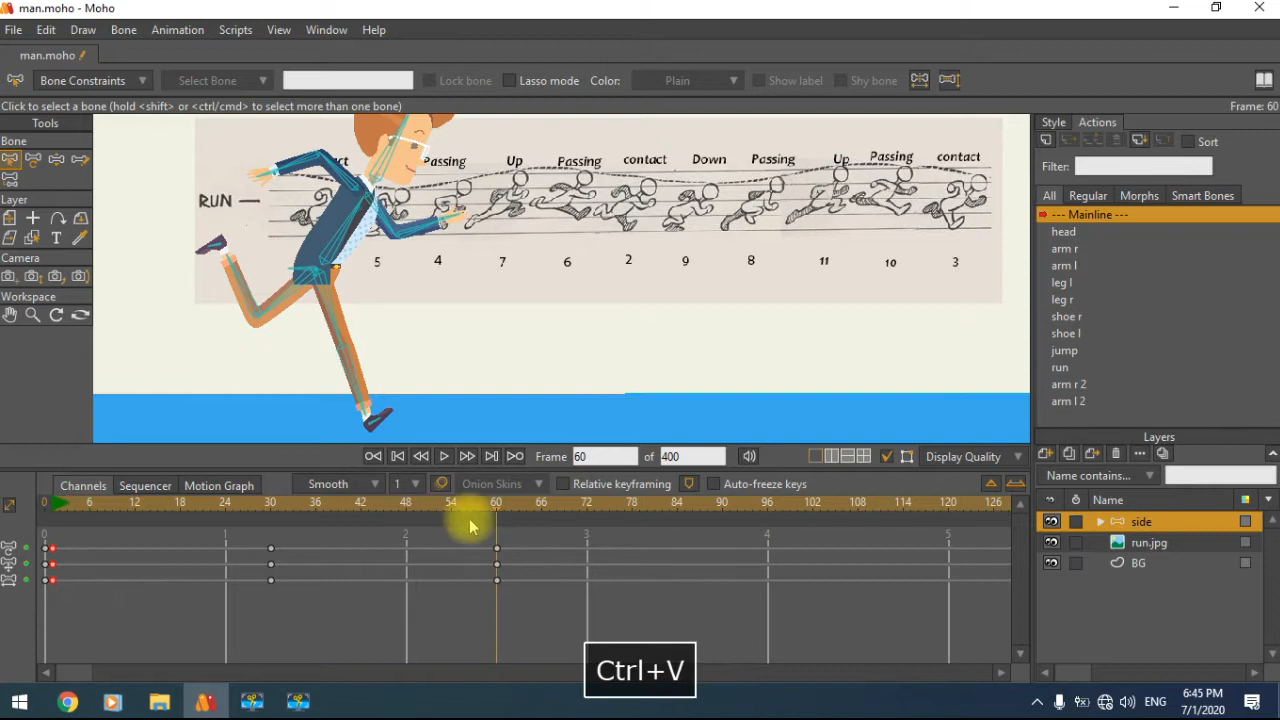 man.moho - Moho
File Edit Draw Bone Animation Scripts View Window Help
man.moho
Bone Constraints Select Bone Lock bone Lasso mode Color: Plain Show label Shy bone
Click to select a bone (hold <shift> or <ctrl/cmd> to select more than one bone) Frame: 60
Tools
Bone
Layer
Camera
Workspace
Passing Up Passing contact Down Passing Up Passing contact
RUN —
5 4 7 6 2 9 8 11 10 3
Style Actions
Sort
Filter:
All Regular Morphs Smart Bones
--- Mainline ---
head
arm r
arm l
leg l
leg r
shoe r
shoe l
jump
run
arm r 2
arm l 2
Layers
Name contains...
Name
side
run.jpg
BG
Frame 60 of 400 Display Quality
Channels Sequencer Motion Graph Smooth 1 Onion Skins Relative keyframing Auto-freeze keys
0 6 12 18 24 30 36 42 48 54 60 66 72 78 84 90 96 102 108 114 120 126
0 1 2 3 4 5
Ctrl+V
ENG 6:45 PM
7/1/2020